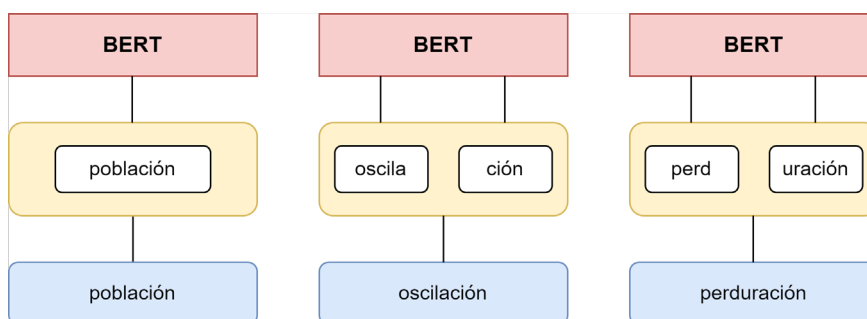 BERT
BERT
BERT
población
oscila
ción
perd
uración
población
oscilación
perduración